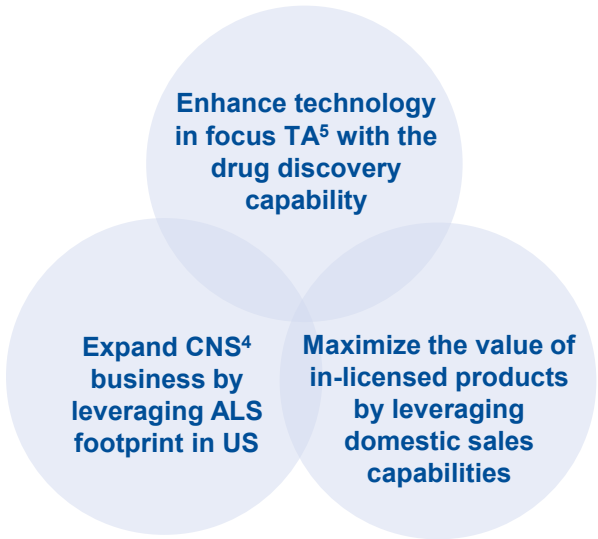 Enhance technology
in focus TA⁵ with the
drug discovery
capability
Expand CNS⁴
business by
leveraging ALS
footprint in US
Maximize the value of
in-licensed products
by leveraging
domestic sales
capabilities